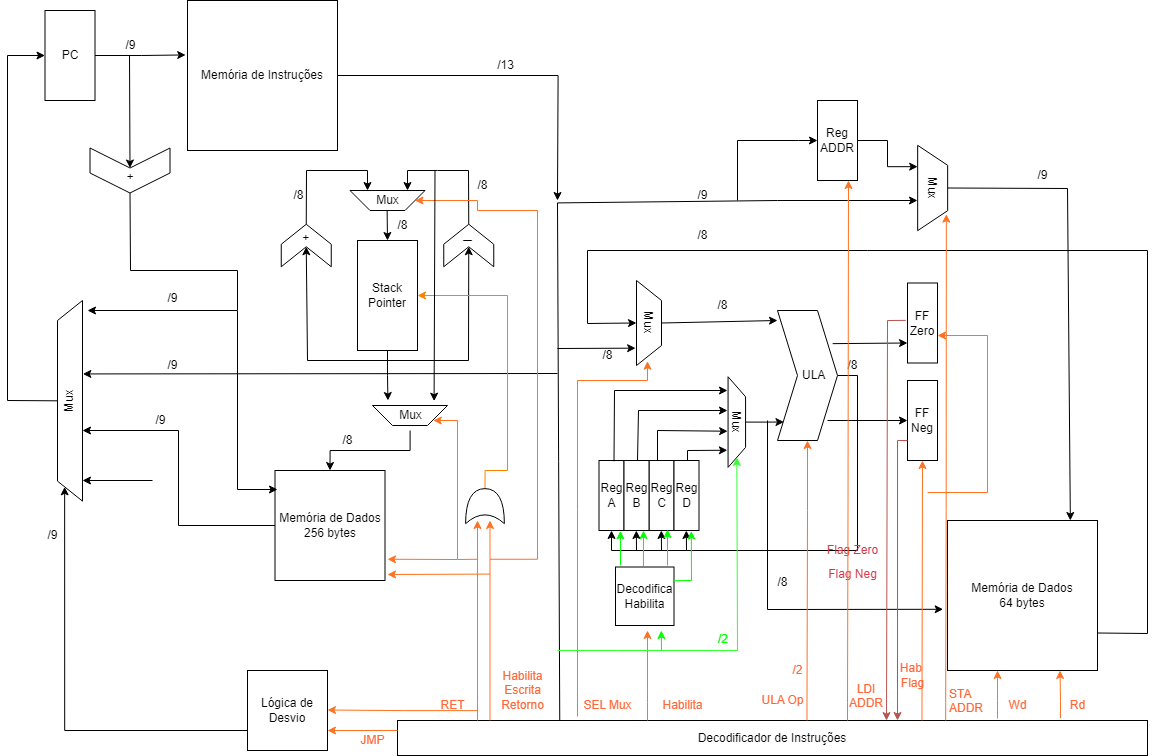 PC
/9
Memória de Instruções
/13
+
/8
Mux
/8
/8
+
–
Stack
Pointer
Mux
/8
Reg
ADDR
Mux
/9
/9
/8
Mux
/8
/8
ULA
/8
FF
Zero
FF
Neg
/9
/9
/9
Mux
/9
Memória de Dados
256 bytes
Mux
Reg
A
Reg
B
Reg
C
Reg
D
Decodifica
Habilita
Flag Zero
Flag Neg
/8
Memória de Dados
64 bytes
/2
/2
Lógica de
Desvio
RET
JMP
Habilita
Escrita
Retorno
SEL Mux
Habilita
ULA Op
LDI
ADDR
Hab
Flag
STA
ADDR
Wd
Rd
Decodificador de Instruções